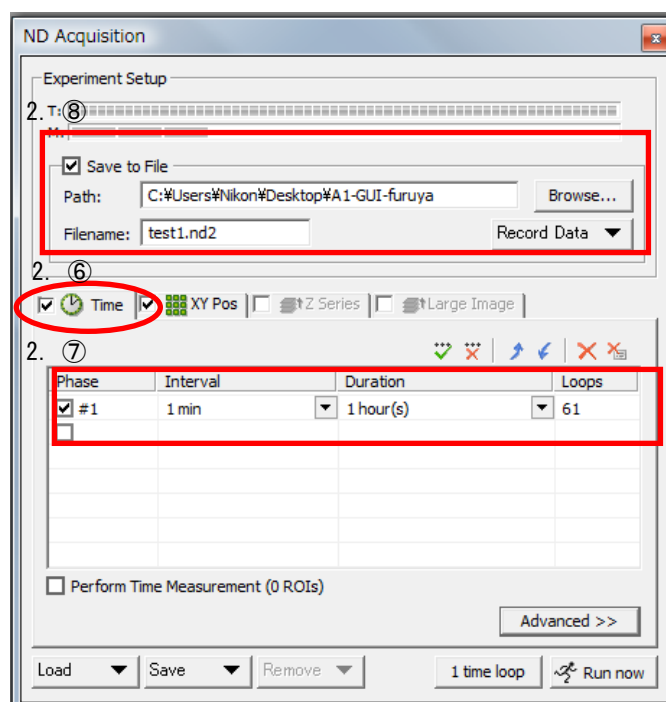 ND Acquisition
Experiment Setup
2. ⑧
T:
M:
Save to File
Path: C:¥Users¥Nikon¥Desktop¥A1-GUI-furuya Browse...
Filename: test1.nd2 Record Data
2. ⑥
Time XY Pos Z Series Large Image
2. ⑦
Phase Interval Duration Loops
#1 1 min 1 hour(s) 61
Perform Time Measurement (0 ROIs)
Advanced >>
Load Save Remove 1 time loop Run now